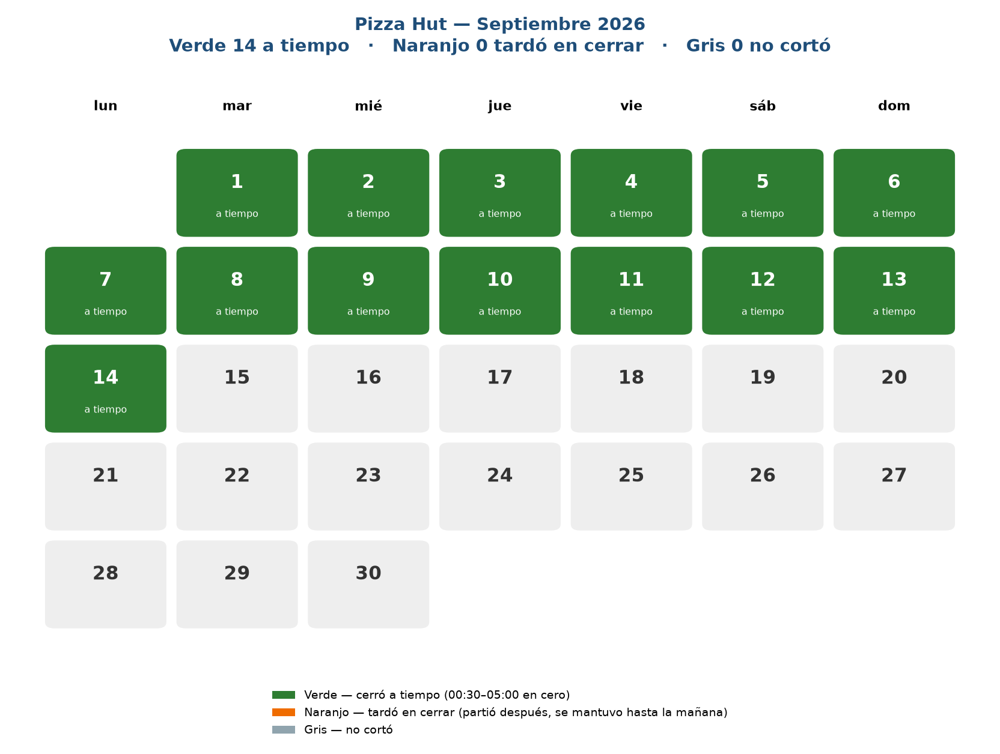 Pizza Hut — Septiembre 2026
Verde 14 a tiempo · Naranjo 0 tardó en cerrar · Gris 0 no cortó
lun mar mié jue vie sáb dom
1 2 3 4 5 6
a tiempo a tiempo a tiempo a tiempo a tiempo a tiempo
7 8 9 10 11 12 13
a tiempo a tiempo a tiempo a tiempo a tiempo a tiempo a tiempo
14 15 16 17 18 19 20
a tiempo
21 22 23 24 25 26 27
28 29 30
Verde — cerró a tiempo (00:30–05:00 en cero)
Naranjo — tardó en cerrar (partió después, se mantuvo hasta la mañana)
Gris — no cortó